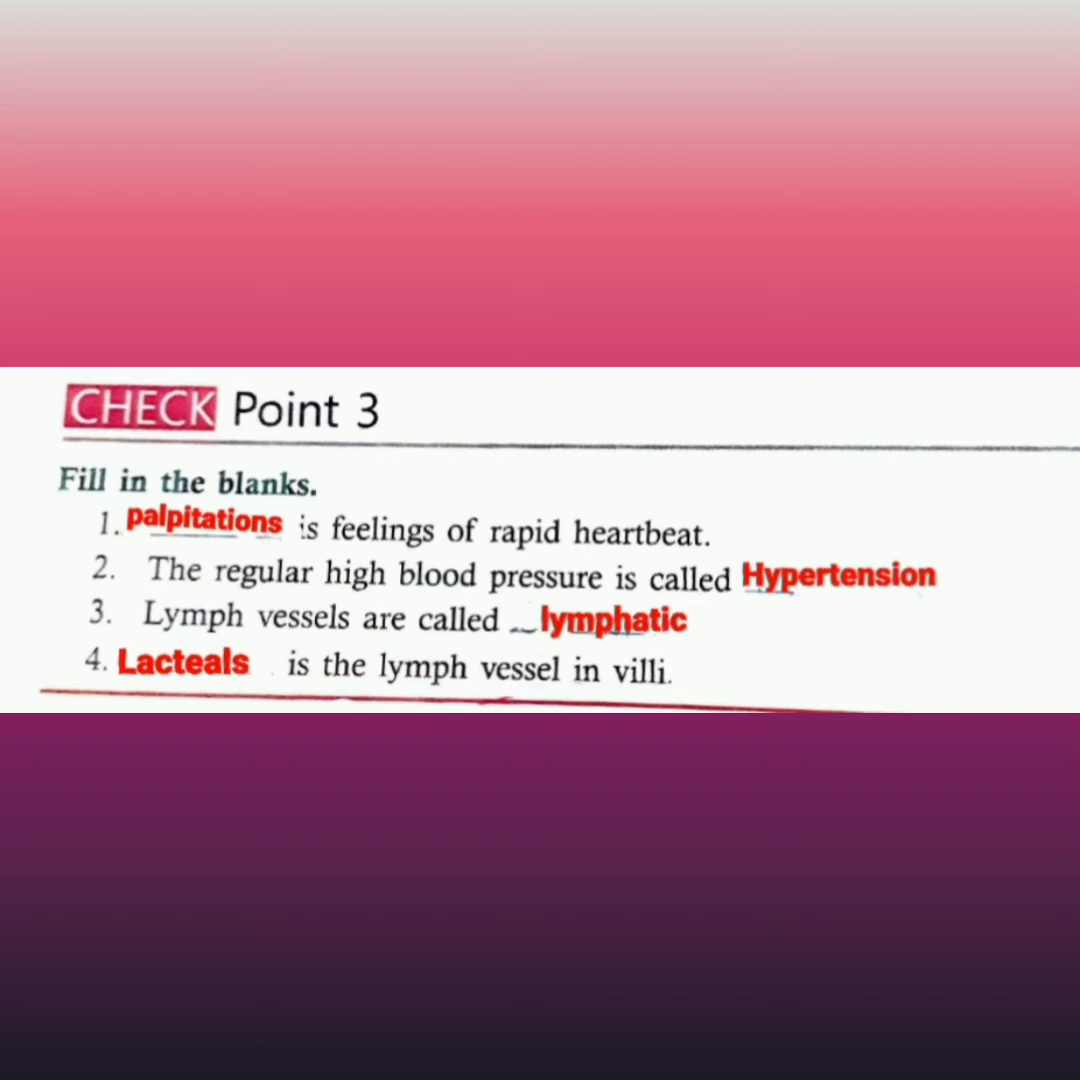 CHECK Point 3
Fill in the blanks.
1. palpitations is feelings of rapid heartbeat.
2. The regular high blood pressure is called Hypertension
3. Lymph vessels are called lymphatic
4. Lacteals is the lymph vessel in villi.